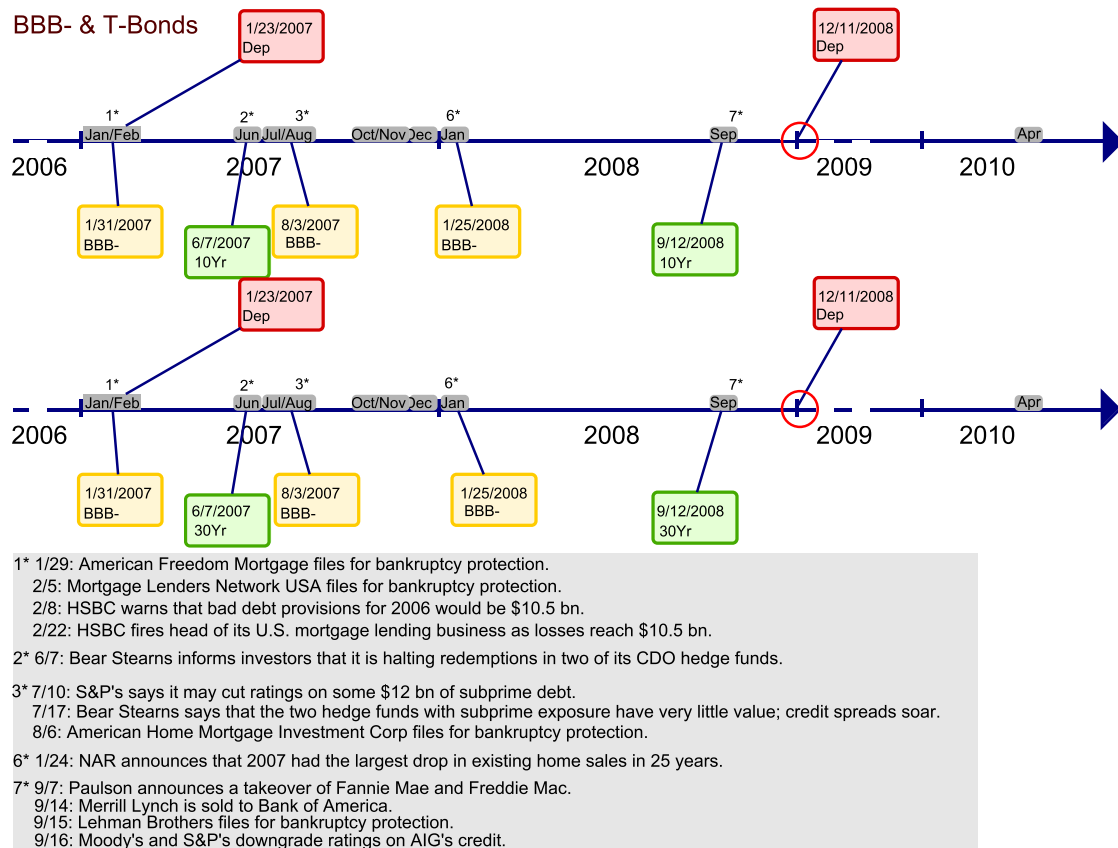 BBB- & T-Bonds
1/23/2007
Dep
12/11/2008
Dep
1*
2*
3*
6*
7*
Jan/Feb
Jun
Jul/Aug
Oct/Nov
Dec
Jan
Sep
Apr
2006
2007
2008
2009
2010
1/31/2007
BBB-
6/7/2007
10Yr
8/3/2007
BBB-
1/25/2008
BBB-
9/12/2008
10Yr
1/23/2007
Dep
12/11/2008
Dep
1*
2*
3*
6*
7*
Jan/Feb
Jun
Jul/Aug
Oct/Nov
Dec
Jan
Sep
Apr
2006
2007
2008
2009
2010
1/31/2007
BBB-
6/7/2007
30Yr
8/3/2007
BBB-
1/25/2008
BBB-
9/12/2008
30Yr
1* 1/29: American Freedom Mortgage files for bankruptcy protection.
2/5: Mortgage Lenders Network USA files for bankruptcy protection.
2/8: HSBC warns that bad debt provisions for 2006 would be $10.5 bn.
2/22: HSBC fires head of its U.S. mortgage lending business as losses reach $10.5 bn.
2* 6/7: Bear Stearns informs investors that it is halting redemptions in two of its CDO hedge funds.
3* 7/10: S&P's says it may cut ratings on some $12 bn of subprime debt.
7/17: Bear Stearns says that the two hedge funds with subprime exposure have very little value; credit spreads soar.
8/6: American Home Mortgage Investment Corp files for bankruptcy protection.
6* 1/24: NAR announces that 2007 had the largest drop in existing home sales in 25 years.
7* 9/7: Paulson announces a takeover of Fannie Mae and Freddie Mac.
9/14: Merrill Lynch is sold to Bank of America.
9/15: Lehman Brothers files for bankruptcy protection.
9/16: Moody's and S&P's downgrade ratings on AIG's credit.